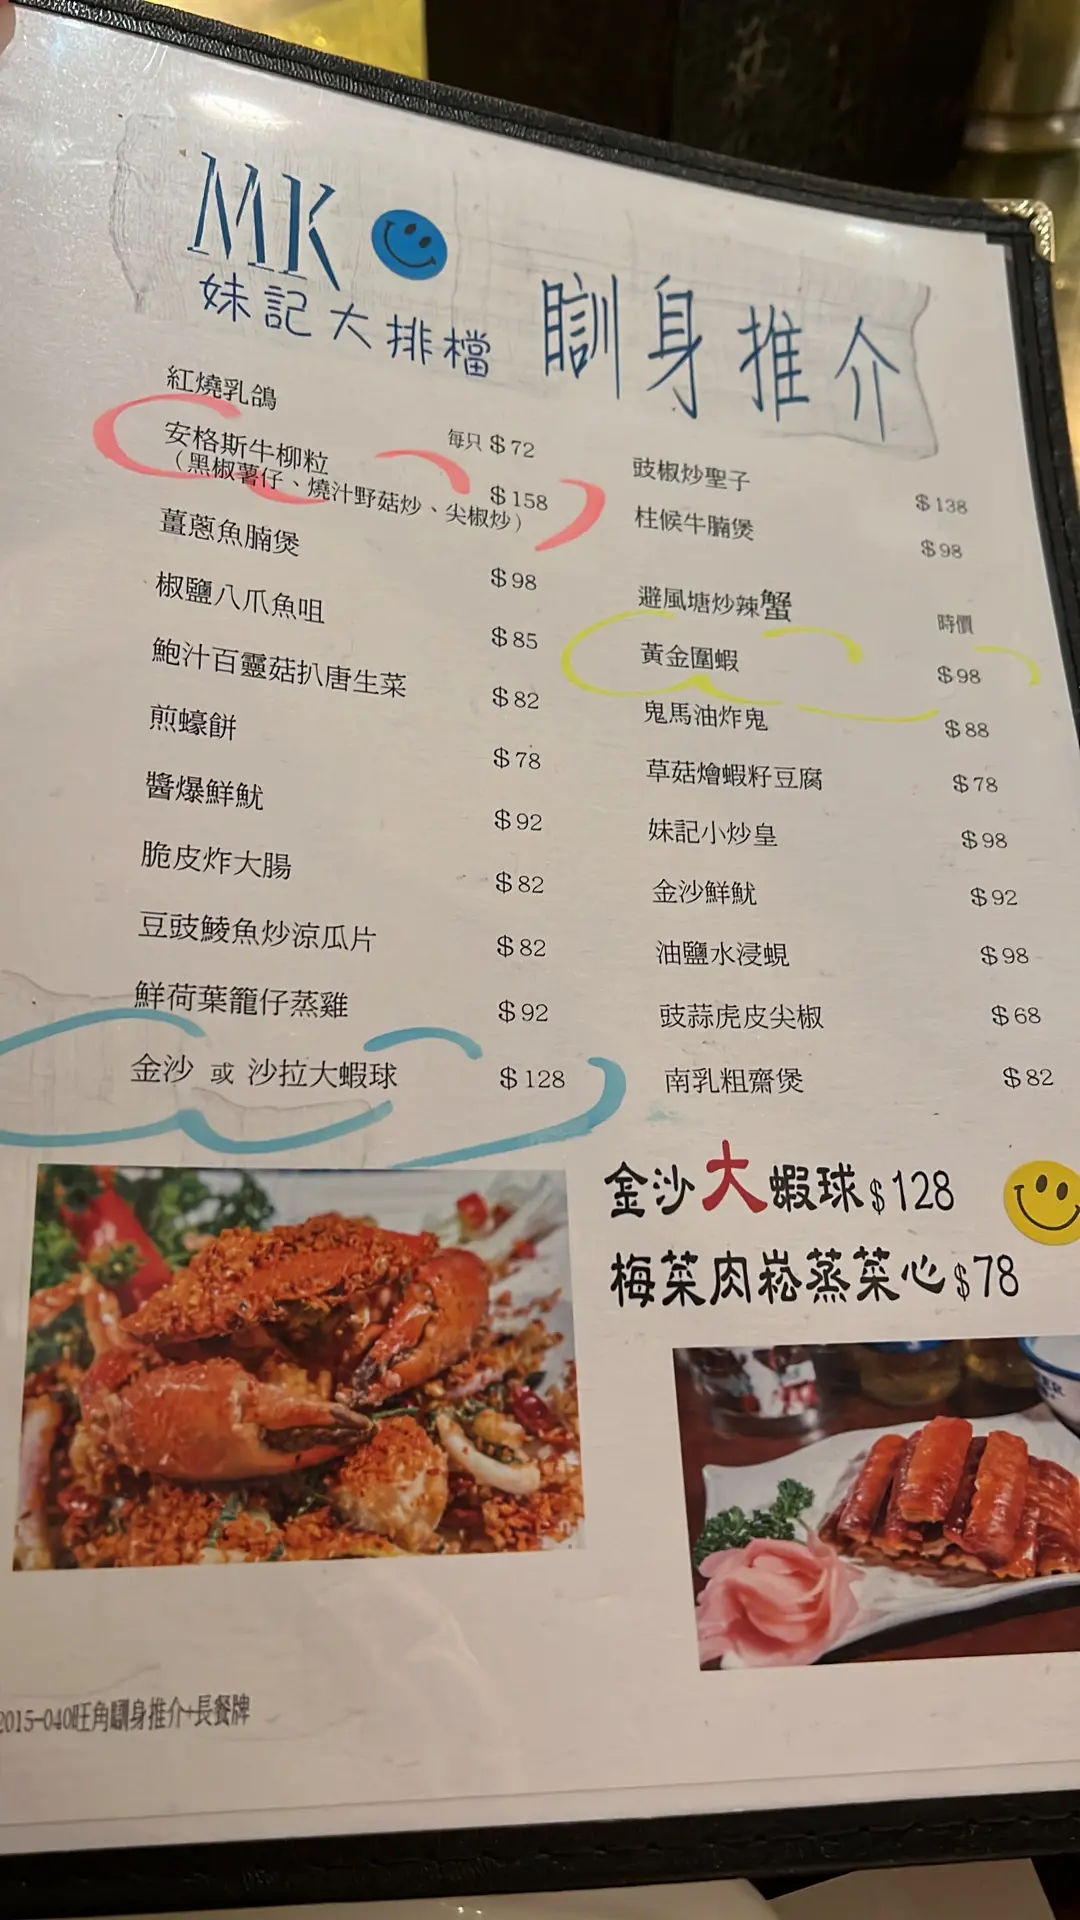 MK
妹記大排檔
瞓身推介
紅燒乳鴿 每只 $72
安格斯牛柳粒 $158
（黑椒薯仔、燒汁野菇炒、尖椒炒）
薑蔥魚腩煲 $98
椒鹽八爪魚咀 $85
鮑汁百靈菇扒唐生菜 $82
煎蠔餅 $78
醬爆鮮魷 $92
脆皮炸大腸 $82
豆豉鯪魚炒涼瓜片 $82
鮮荷葉籠仔蒸雞 $92
金沙 或 沙拉大蝦球 $128
豉椒炒聖子 $138
柱候牛腩煲 $98
避風塘炒辣蟹 時價
黃金圍蝦 $98
鬼馬油炸鬼 $88
草菇燴蝦籽豆腐 $78
妹記小炒皇 $98
金沙鮮魷 $92
油鹽水浸蜆 $98
豉蒜虎皮尖椒 $68
南乳粗齋煲 $82
金沙大蝦球$128
梅菜肉崧蒸菜心$78
2015-040旺角瞓身推介+長餐牌